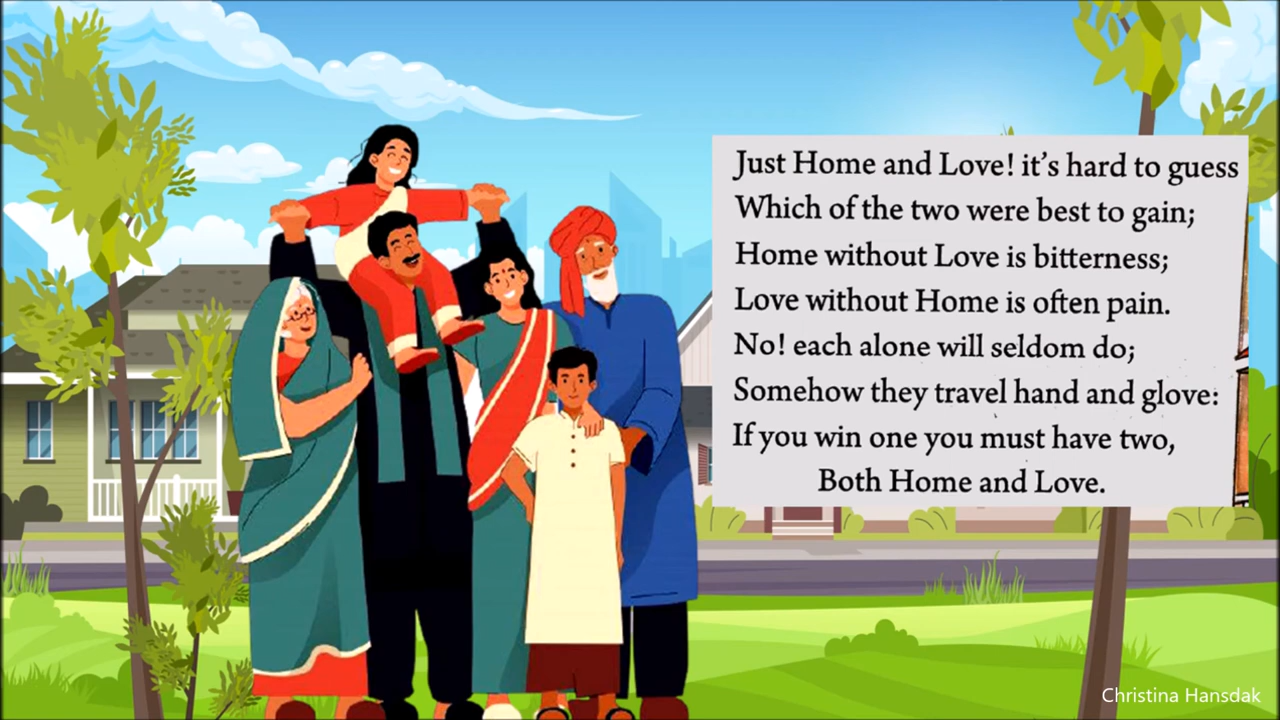 Just Home and Love! it's hard to guess
Which of the two were best to gain;
Home without Love is bitterness;
Love without Home is often pain.
No! each alone will seldom do;
Somehow they travel hand and glove:
If you win one you must have two,
Both Home and Love.
Christina Hansdak